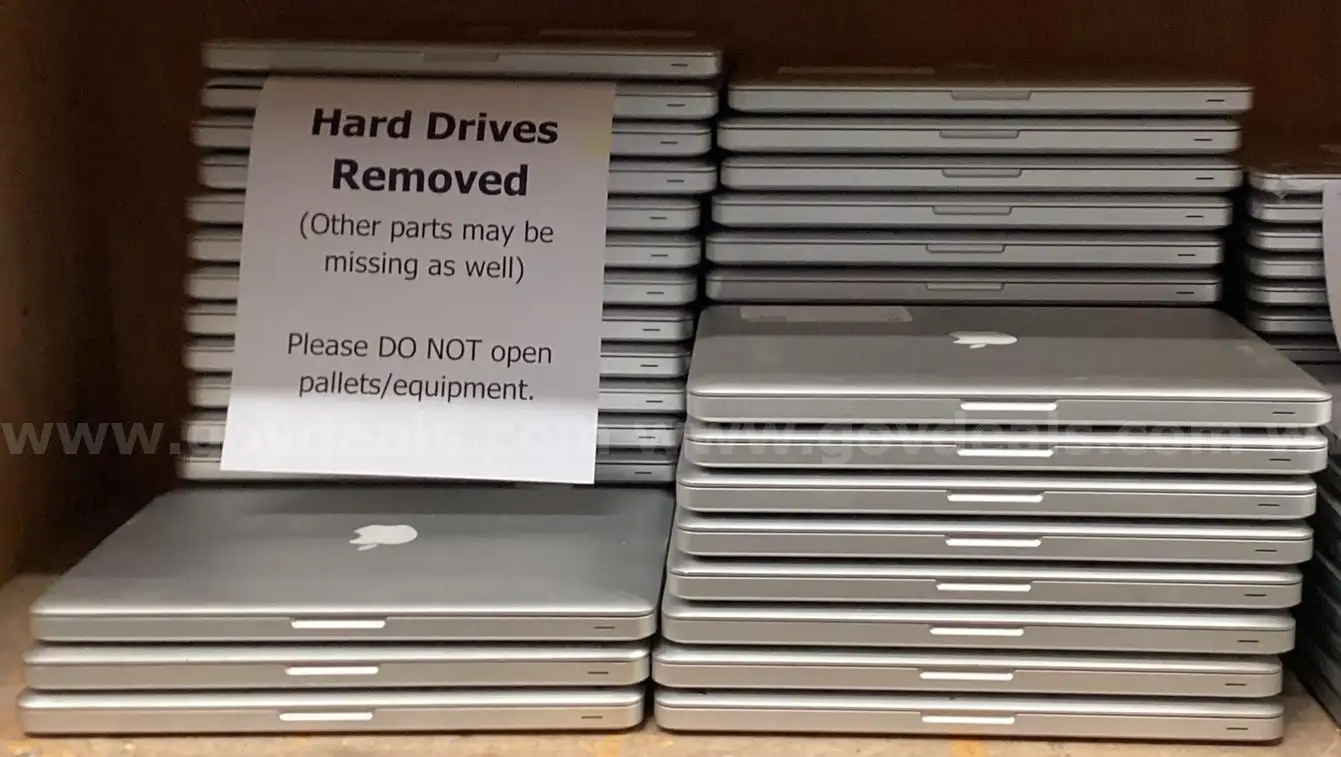 Hard Drives
Removed
(Other parts may be
missing as well)
Please DO NOT open
pallets/equipment.
www.govdeals.com www.govdeals.com w